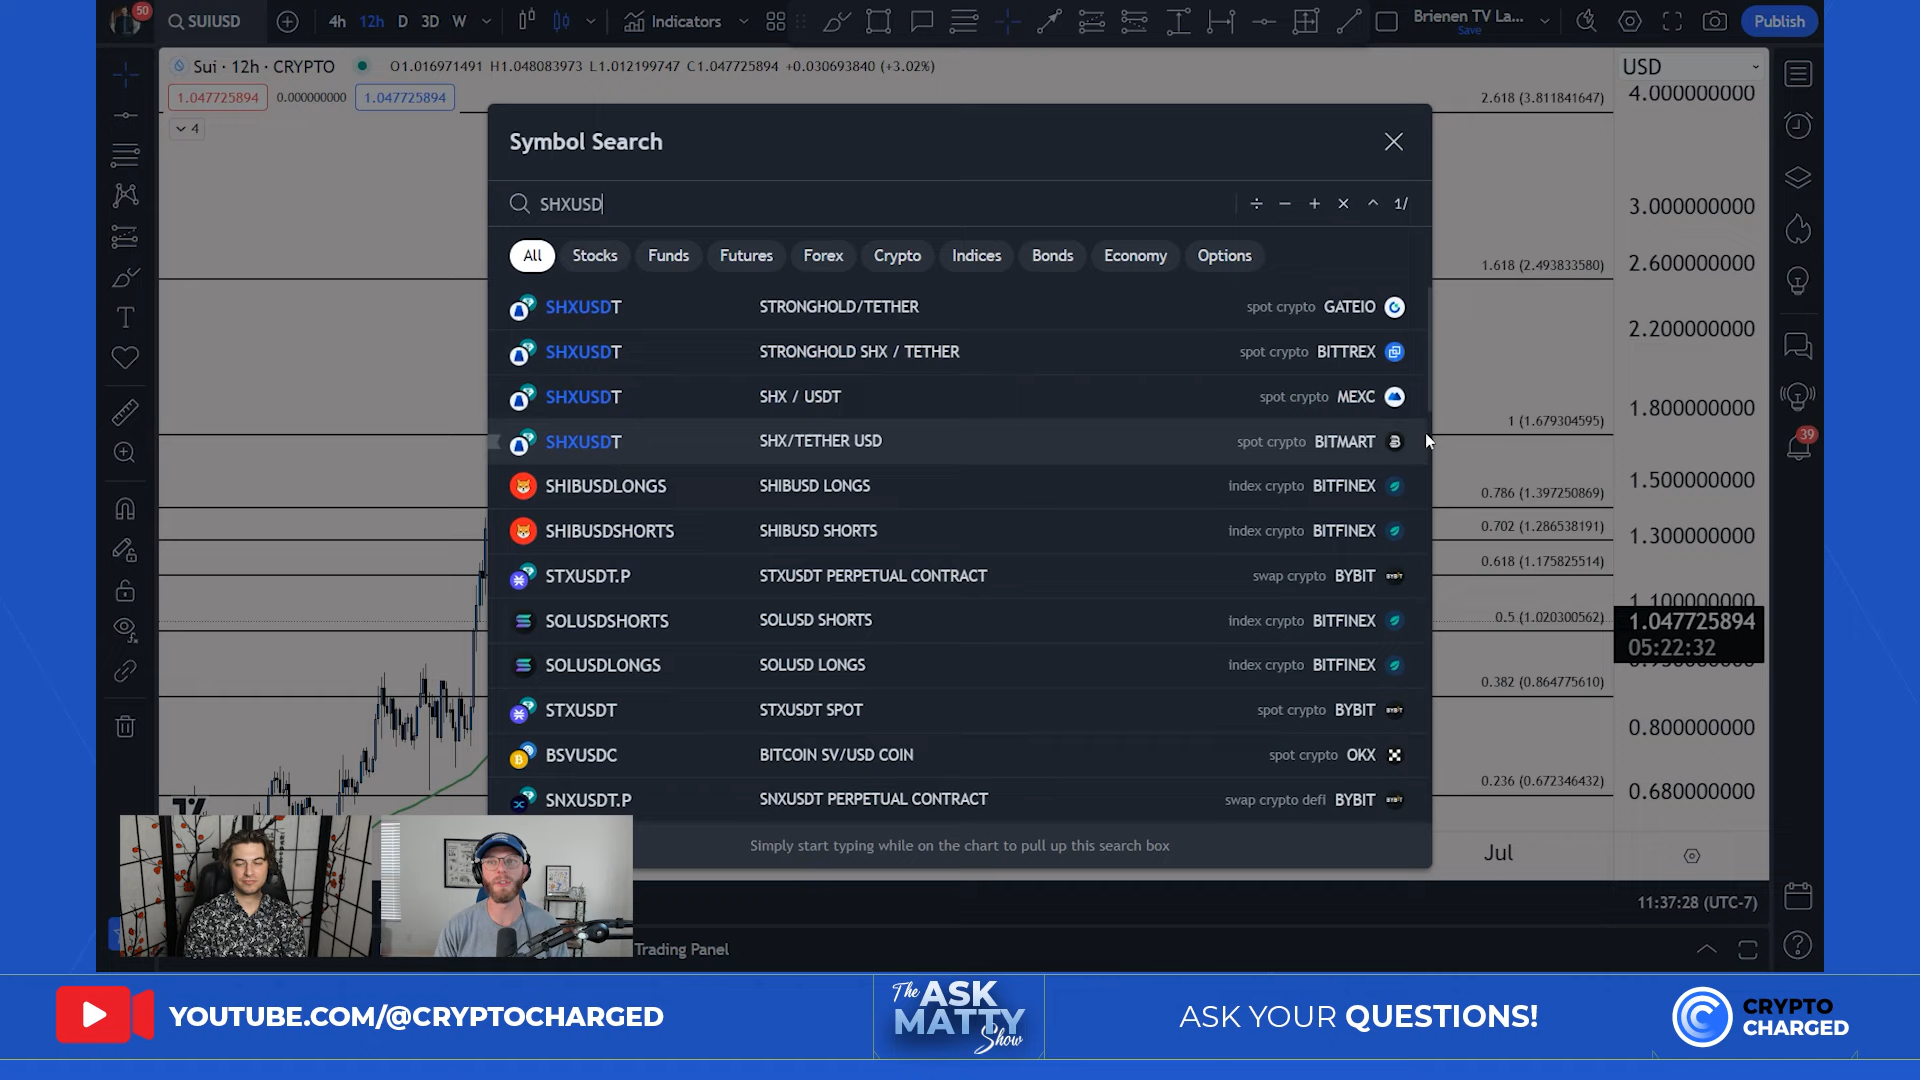 50 SUIUSD 4h 12h D 3D W Indicators Brienen TV La... Save Publish
Sui · 12h · CRYPTO O1.016971491 H1.048083973 L1.012199747 C1.047725894 +0.030693840 (+3.02%) USD
1.047725894 0.000000000 1.047725894
4
2.618 (3.811841647) 4.000000000
Symbol Search
SHXUSD 1/
3.000000000
All Stocks Funds Futures Forex Crypto Indices Bonds Economy Options
1.618 (2.493833580) 2.600000000
SHXUSDT STRONGHOLD/TETHER spot crypto GATEIO
2.200000000
SHXUSDT STRONGHOLD SHX / TETHER spot crypto BITTREX
SHXUSDT SHX / USDT spot crypto MEXC
1 (1.679304595) 1.800000000
39
SHXUSDT SHX/TETHER USD spot crypto BITMART
SHIBUSDLONGS SHIBUSD LONGS index crypto BITFINEX
0.786 (1.397250869) 1.500000000
SHIBUSDSHORTS SHIBUSD SHORTS index crypto BITFINEX
0.702 (1.286538191) 1.300000000
0.618 (1.175825514)
STXUSDT.P STXUSDT PERPETUAL CONTRACT swap crypto BYBIT
1.100000000
SOLUSDSHORTS SOLUSD SHORTS index crypto BITFINEX
0.5 (1.020300562) 1.047725894
05:22:32
SOLUSDLONGS SOLUSD LONGS index crypto BITFINEX
0.382 (0.864775610)
STXUSDT STXUSDT SPOT spot crypto BYBIT
0.800000000
BSVUSDC BITCOIN SV/USD COIN spot crypto OKX
0.236 (0.672346432) 0.680000000
SNXUSDT.P SNXUSDT PERPETUAL CONTRACT swap crypto defi BYBIT
Simply start typing while on the chart to pull up this search box
Jul
11:37:28 (UTC-7)
Trading Panel
YOUTUBE.COM/@CRYPTOCHARGED
The ASK
MATTY
Show
ASK YOUR QUESTIONS!
CRYPTO
CHARGED